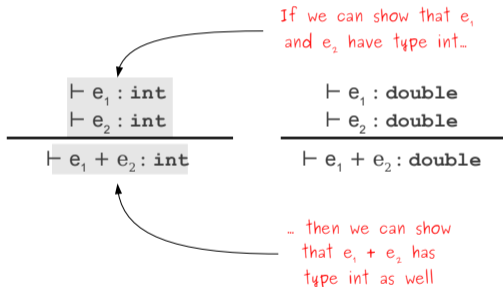 If we can show that e₁
and e₂ have type int…
⊢ e₁ : int
⊢ e₂ : int
⊢ e₁ + e₂ : int
⊢ e₁ : double
⊢ e₂ : double
⊢ e₁ + e₂ : double
… then we can show
that e₁ + e₂ has
type int as well